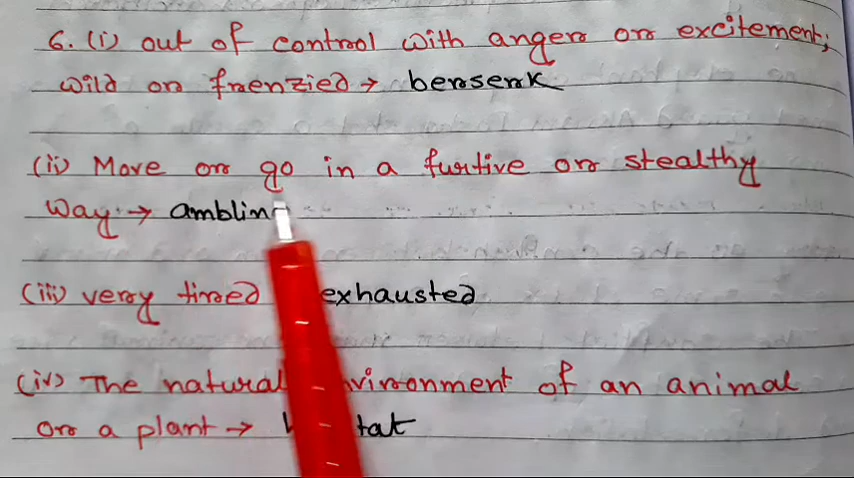 6. (i) out of control with anger or excitement;
wild or frenzied → berserk
(ii) Move or go in a furtive or stealthy
way. → amblin
(iii) very tired exhausted
(iv) The natural environment of an animal
or a plant →